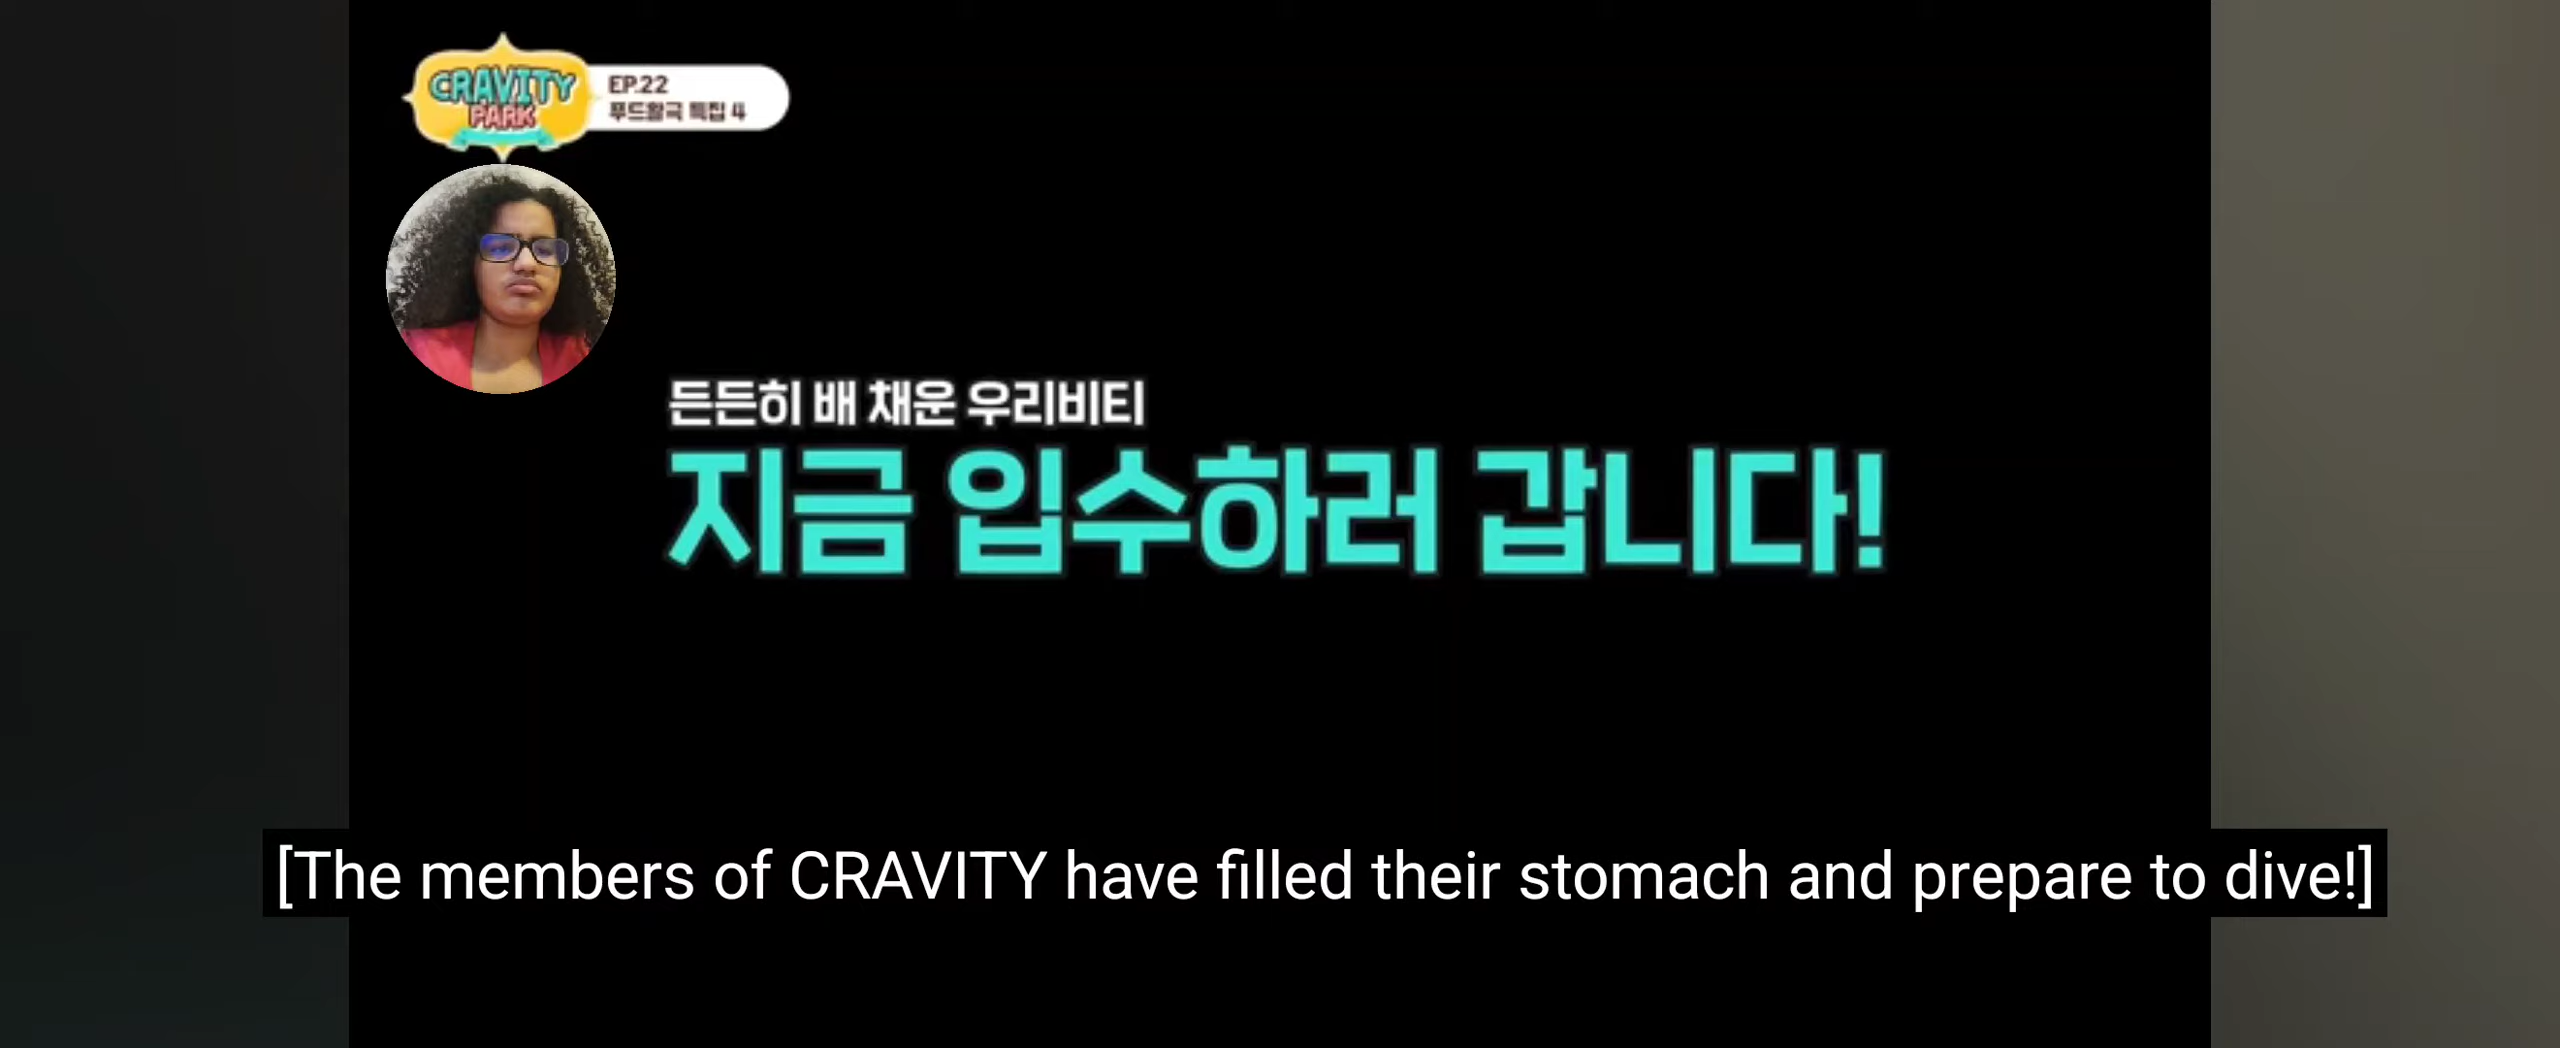 CRAVITY
PARK
EP.22
푸드왕국 특집 4
든든히 배 채운 우리비티
지금 입수하러 갑니다!
[The members of CRAVITY have filled their stomach and prepare to dive!]